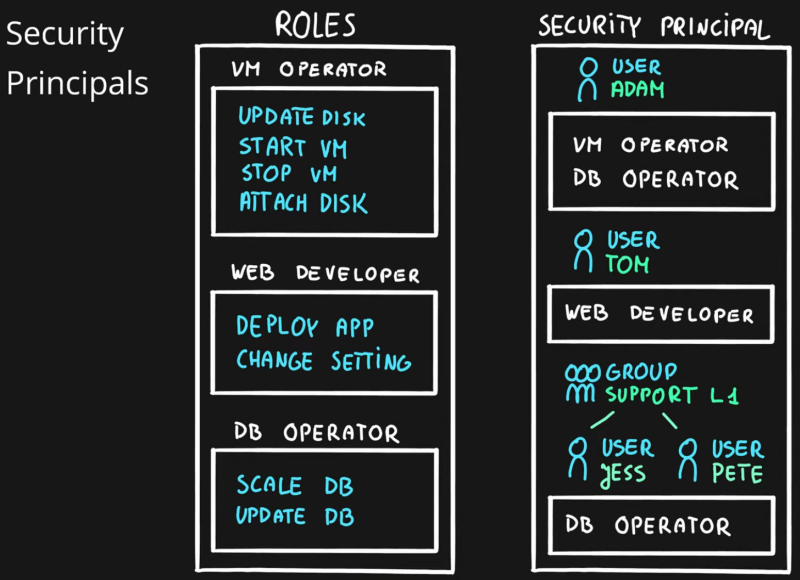 Security
Principals
ROLES
VM OPERATOR
UPDATE DISK
START VM
STOP VM
ATTACH DISK
WEB DEVELOPER
DEPLOY APP
CHANGE SETTING
DB OPERATOR
SCALE DB
UPDATE DB
SECURITY PRINCIPAL
USER
ADAM
VM OPERATOR
DB OPERATOR
USER
TOM
WEB DEVELOPER
GROUP
SUPPORT L1
USER
JESS
USER
PETE
DB OPERATOR